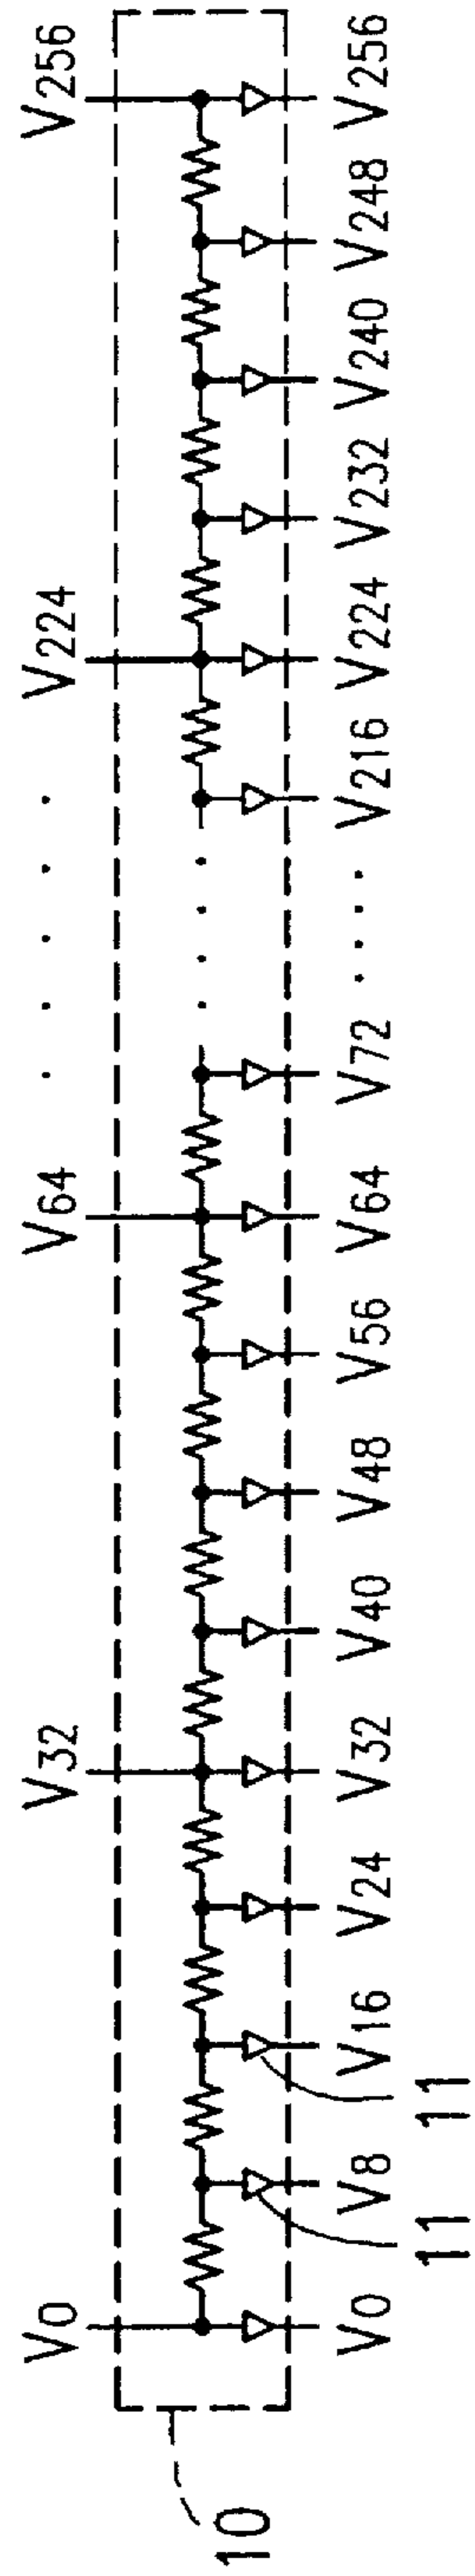 V0 V32 V64 . . . . . V224 V256
10
. . . .
V0 V8 V16 V24 V32 V40 V48 V56 V64 V72 . . . . V216 V224 V232 V240 V248 V256
11 11